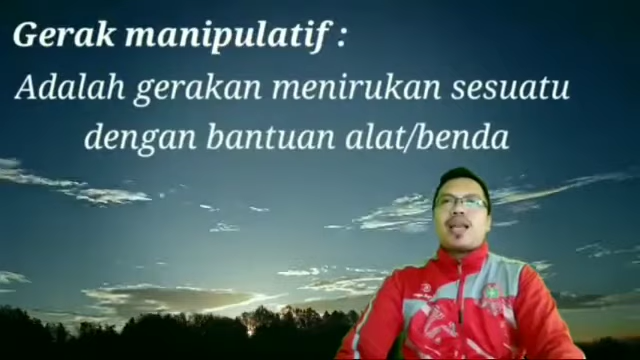 Gerak manipulatif :
Adalah gerakan menirukan sesuatu
dengan bantuan alat/benda